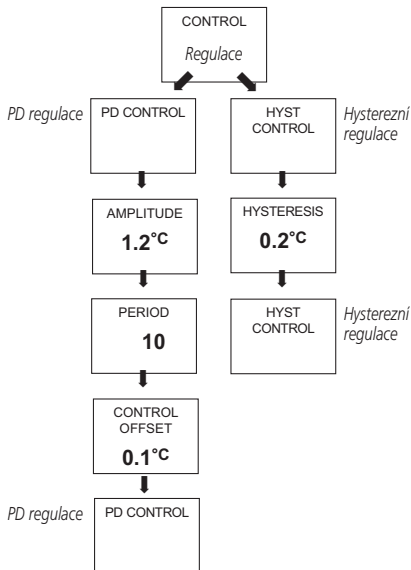 CONTROL
Regulace
PD regulace
PD CONTROL
HYST
CONTROL
Hysterezní
regulace
AMPLITUDE
1.2°C
HYSTERESIS
0.2°C
PERIOD
10
HYST
CONTROL
Hysterezní
regulace
CONTROL
OFFSET
0.1°C
PD regulace
PD CONTROL